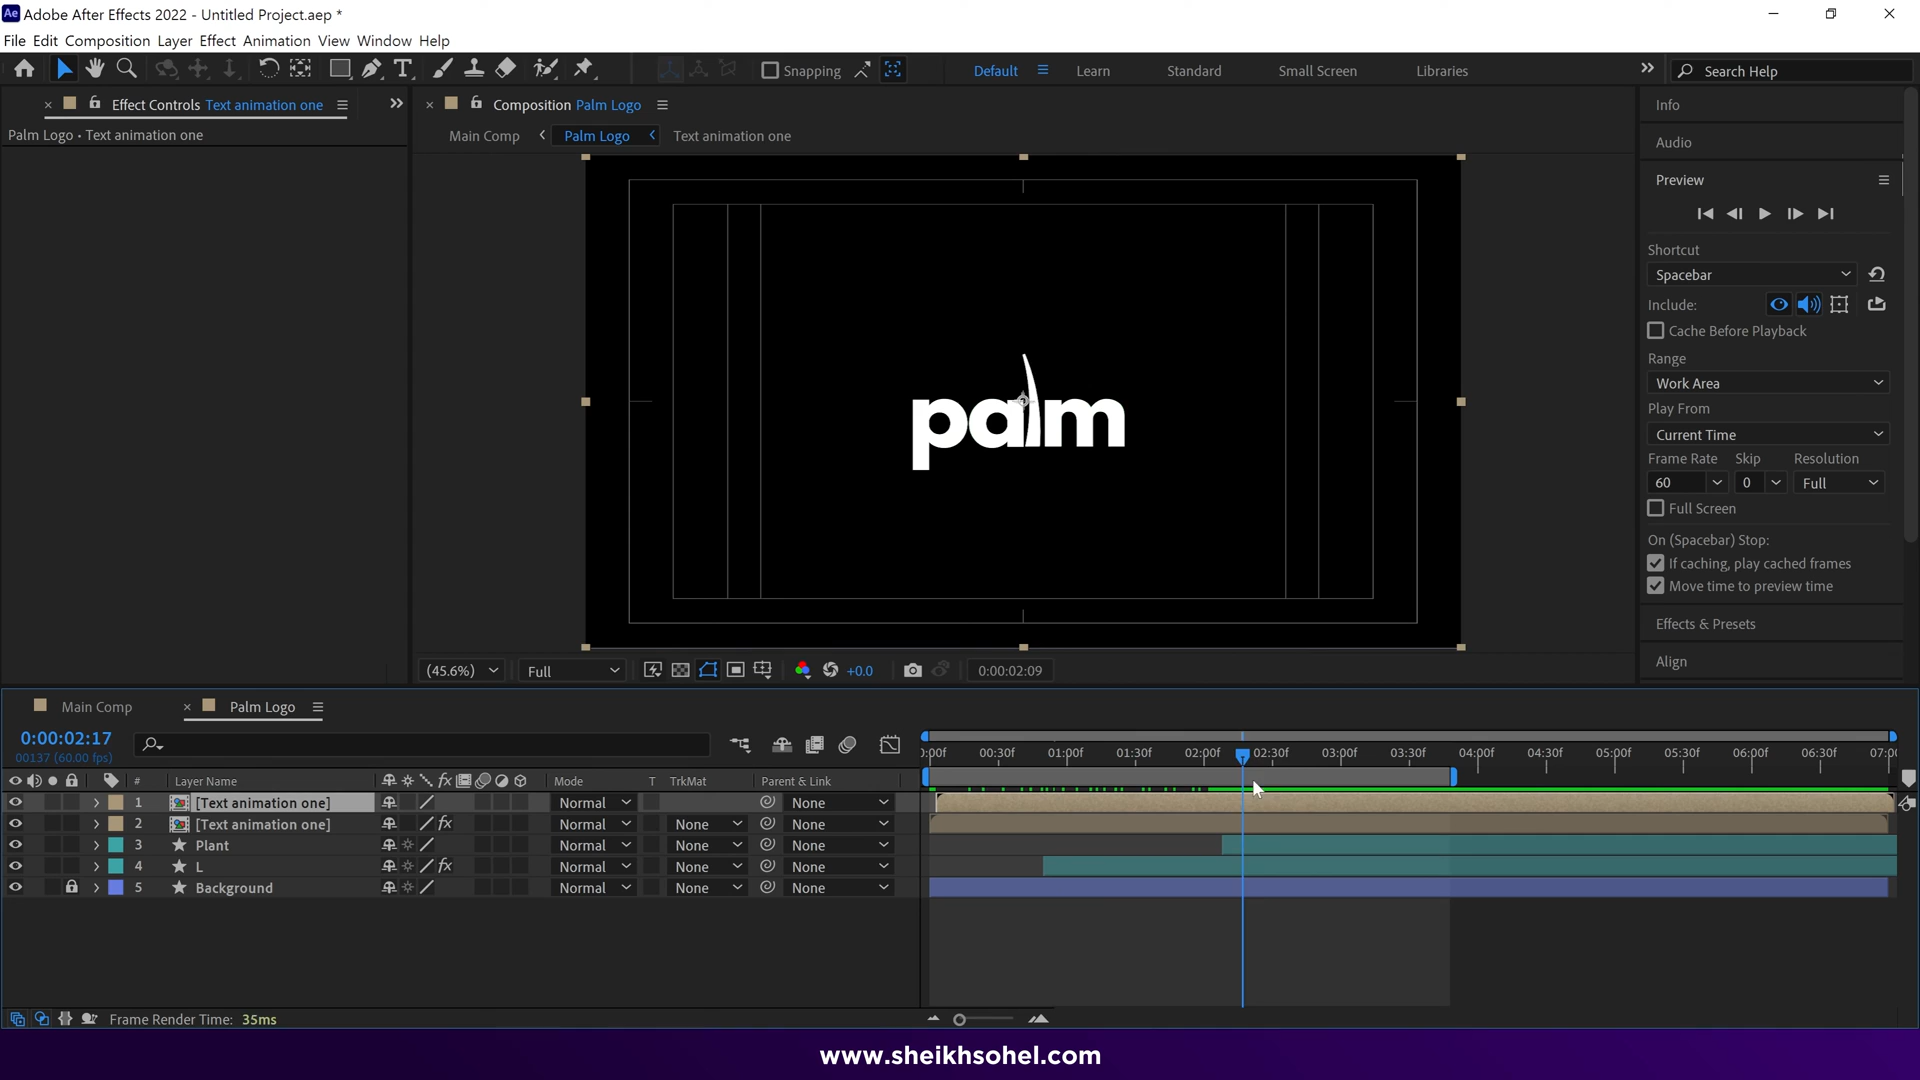 Adobe After Effects 2022 - Untitled Project.aep *
File Edit Composition Layer Effect Animation View Window Help
Snapping
Default
Learn
Standard
Small Screen
Libraries
Search Help
Effect Controls Text animation one
Palm Logo • Text animation one
Composition Palm Logo
Main Comp
Palm Logo
Text animation one
palm
(45.6%)
Full
+0.0
0:00:02:09
Info
Audio
Preview
Shortcut
Spacebar
Include:
Cache Before Playback
Range
Work Area
Play From
Current Time
Frame Rate Skip Resolution
60 0 Full
Full Screen
On (Spacebar) Stop:
If caching, play cached frames
Move time to preview time
Effects & Presets
Align
Main Comp
Palm Logo
0:00:02:17
00137 (60.00 fps)
# Layer Name Mode T TrkMat Parent & Link
1 [Text animation one] Normal None
2 [Text animation one] fx Normal None None
3 Plant Normal None None
4 L fx Normal None None
5 Background Normal None None
):00f 00:30f 01:00f 01:30f 02:00f 02:30f 03:00f 03:30f 04:00f 04:30f 05:00f 05:30f 06:00f 06:30f 07:0
Frame Render Time: 35ms
www.sheikhsohel.com